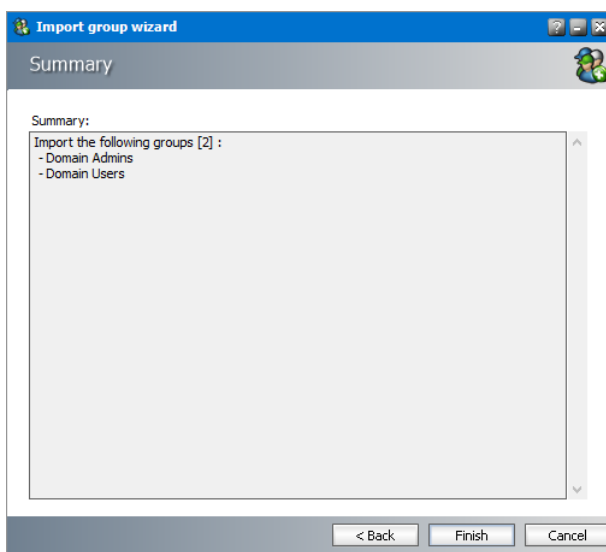 Import group wizard
Summary
Summary:
Import the following groups [2] :
- Domain Admins
- Domain Users
< Back
Finish
Cancel